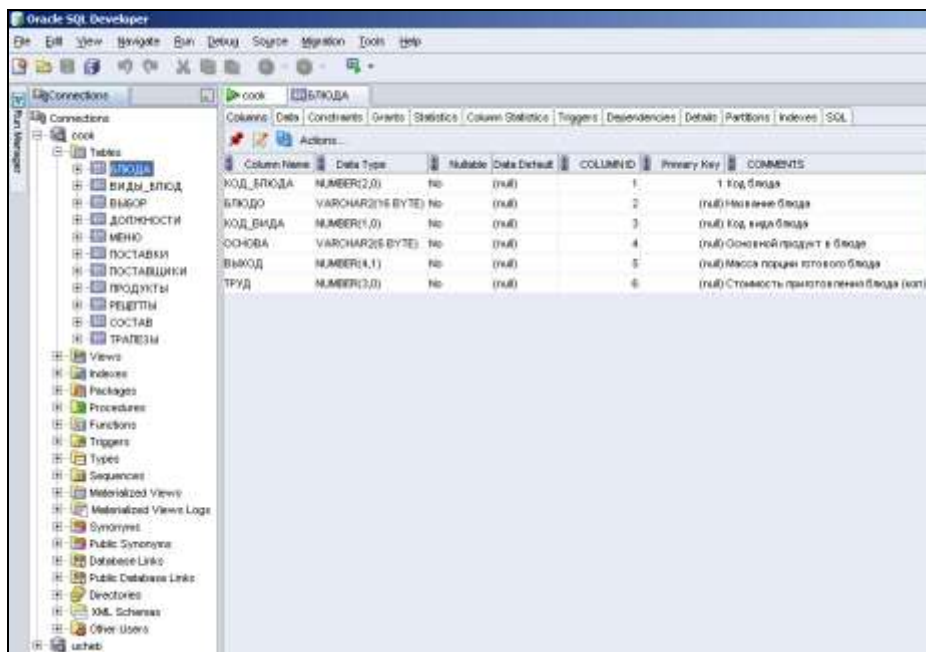 Oracle SQL Developer
File Edit View Navigate Run Debug Source Migration Tools Help
Run Manager
Connections
Connections
cook
Tables
БЛЮДА
ВИДЫ_БЛЮД
ВЫБОР
ДОЛЖНОСТИ
МЕНЮ
ПОСТАВКИ
ПОСТАВЩИКИ
ПРОДУКТЫ
РЕЦЕПТЫ
СОСТАВ
ТРАПЕЗЫ
Views
Indexes
Packages
Procedures
Functions
Triggers
Types
Sequences
Materialized Views
Materialized Views Logs
Synonyms
Public Synonyms
Database Links
Public Database Links
Directories
XML Schemas
Other Users
ucheb
cook БЛЮДА
Columns Data Constraints Grants Statistics Column Statistics Triggers Dependencies Details Partitions Indexes SQL
Actions...
Column Name Data Type Nullable Data Default COLUMN ID Primary Key COMMENTS
КОД_БЛЮДА NUMBER(2,0) No (null) 1 1 Код блюда
БЛЮДО VARCHAR2(16 BYTE) No (null) 2 (null) Название блюда
КОД_ВИДА NUMBER(1,0) No (null) 3 (null) Код вида блюда
ОСНОВА VARCHAR2(6 BYTE) No (null) 4 (null) Основной продукт в блюде
ВЫХОД NUMBER(4,1) No (null) 5 (null) Масса порции готового блюда
ТРУД NUMBER(3,0) No (null) 6 (null) Стоимость приготовления блюда (коп)